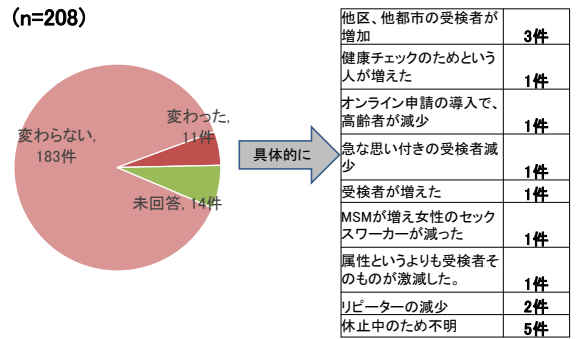 (n=208)
変わった,
11件
変わらない,
183件
未回答, 14件
具体的に
他区、他都市の受検者が
増加
3件
健康チェックのためという
人が増えた
1件
オンライン申請の導入で、
高齢者が減少
1件
急な思い付きの受検者減
少
1件
受検者が増えた
1件
MSMが増え女性のセック
スワーカーが減った
1件
属性というよりも受検者そ
のものが激減した。
1件
リピーターの減少
2件
休止中のため不明
5件